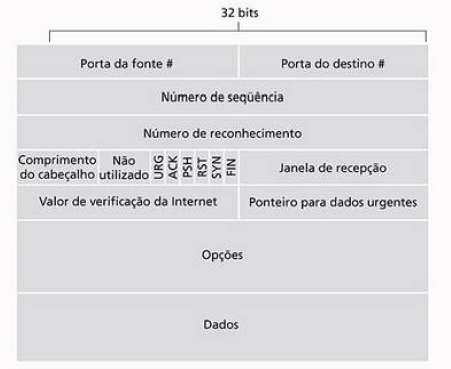 32 bits
Porta da fonte # Porta do destino #
Número de seqüência
Número de reconhecimento
Comprimento do cabeçalho Não utilizado URG ACK PSH RST SYN FIN Janela de recepção
Valor de verificação da Internet Ponteiro para dados urgentes
Opções
Dados